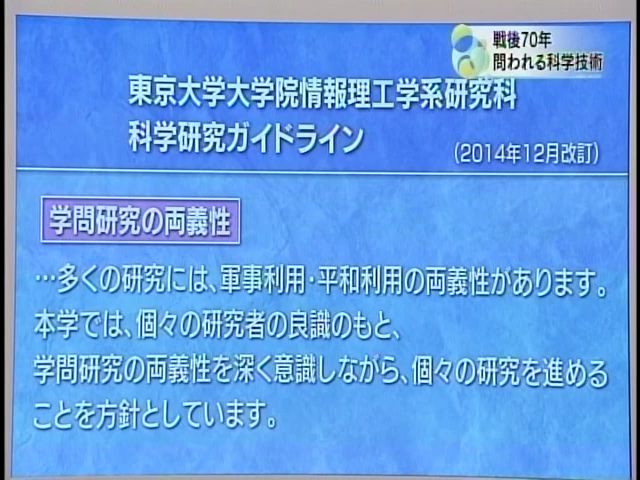 戦後70年
問われる科学技術
東京大学大学院情報理工学系研究科
科学研究ガイドライン
(2014年12月改訂)
学問研究の両義性
…多くの研究には、軍事利用・平和利用の両義性があります。
本学では、個々の研究者の良識のもと、
学問研究の両義性を深く意識しながら、個々の研究を進める
ことを方針としています。